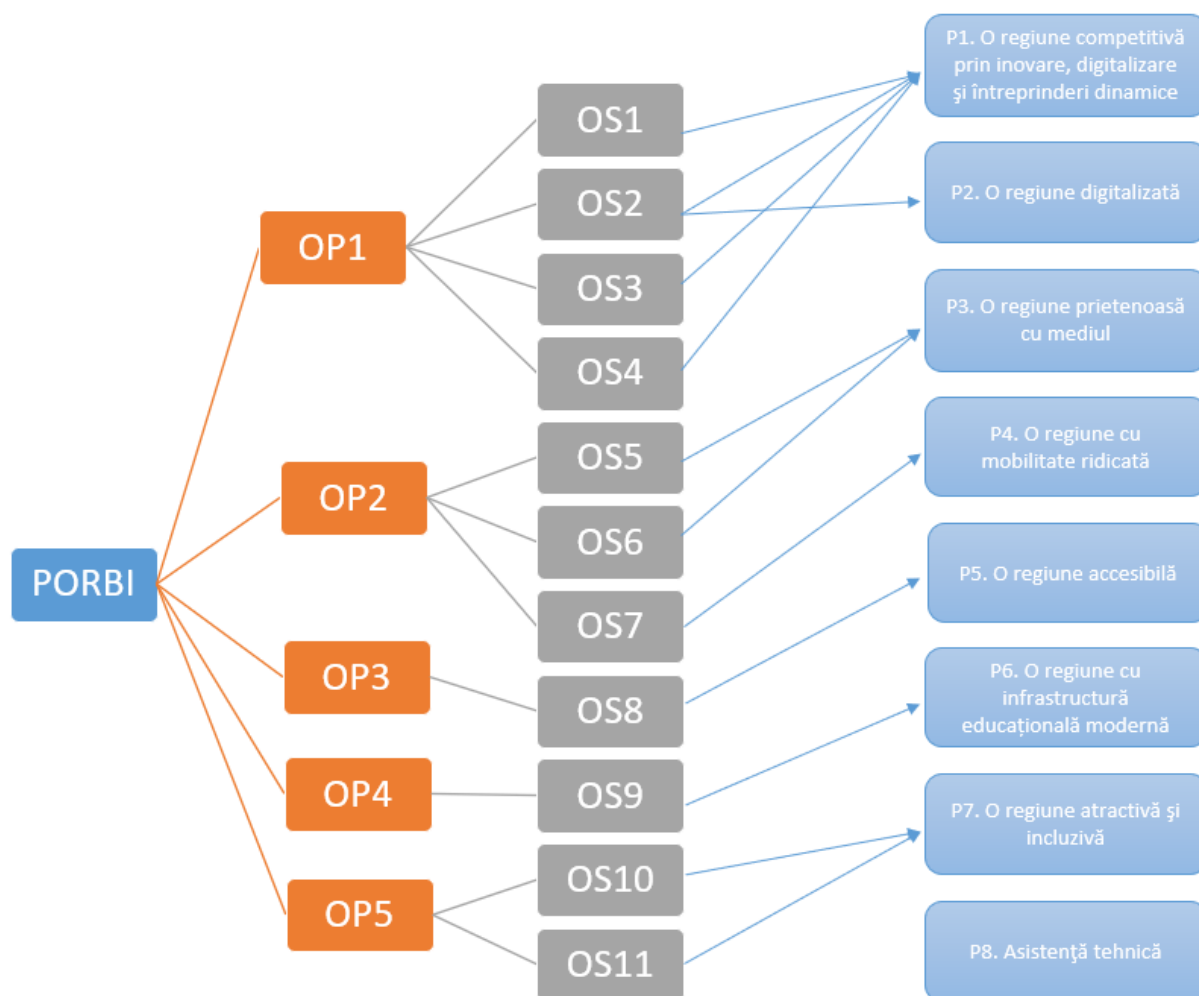 PORBI
OP1
OP2
OP3
OP4
OP5
OS1
OS2
OS3
OS4
OS5
OS6
OS7
OS8
OS9
OS10
OS11
P1. O regiune competitivă
prin inovare, digitalizare
şi întreprinderi dinamice
P2. O regiune digitalizată
P3. O regiune prietenoasă
cu mediul
P4. O regiune cu
mobilitate ridicată
P5. O regiune accesibilă
P6. O regiune cu
infrastructură
educațională modernă
P7. O regiune atractivă şi
incluzivă
P8. Asistenţă tehnică